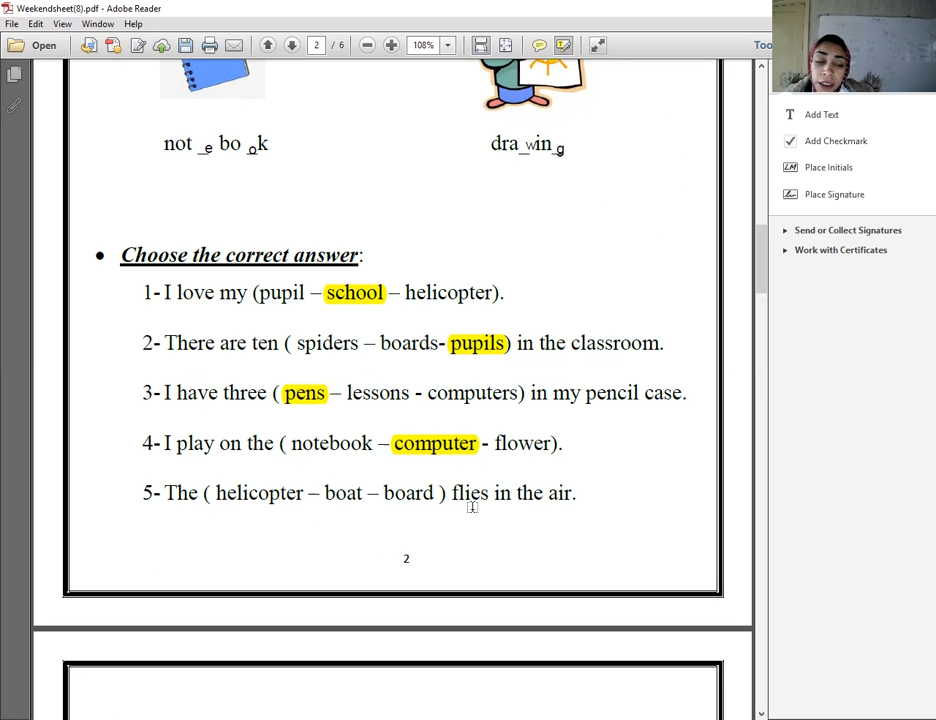 Weekendsheet(8).pdf - Adobe Reader
File Edit View Window Help
Open 2 / 6 108% Too
Add Text
Add Checkmark
Place Initials
Place Signature
Send or Collect Signatures
Work with Certificates
not _e bo _o_k dra _w_in_g
• Choose the correct answer:
1- I love my (pupil – school – helicopter).
2- There are ten ( spiders – boards- pupils) in the classroom.
3- I have three ( pens – lessons - computers) in my pencil case.
4- I play on the ( notebook – computer - flower).
5- The ( helicopter – boat – board ) flies in the air.
2